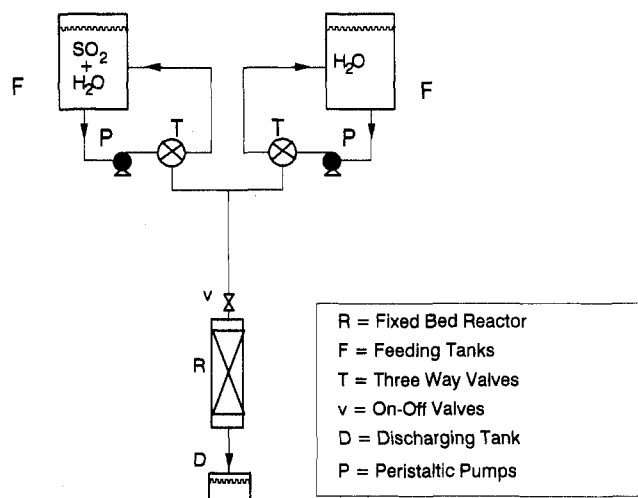 SO2
+
H2O
F
P
T
T
H2O
P
F
v
R
D
R = Fixed Bed Reactor
F = Feeding Tanks
T = Three Way Valves
v = On-Off Valves
D = Discharging Tank
P = Peristaltic Pumps